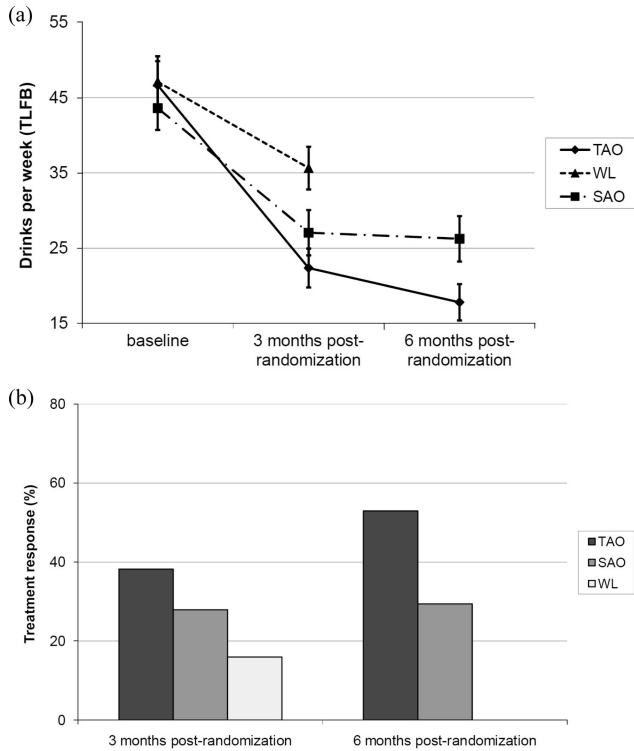 (a)
55
45
35
25
15
Drinks per week (TLFB)
baseline
3 months post-
randomization
6 months post-
randomization
TAO
WL
SAO
(b)
80
60
40
20
0
Treatment response (%)
3 months post-randomization
6 months post-randomization
TAO
SAO
WL